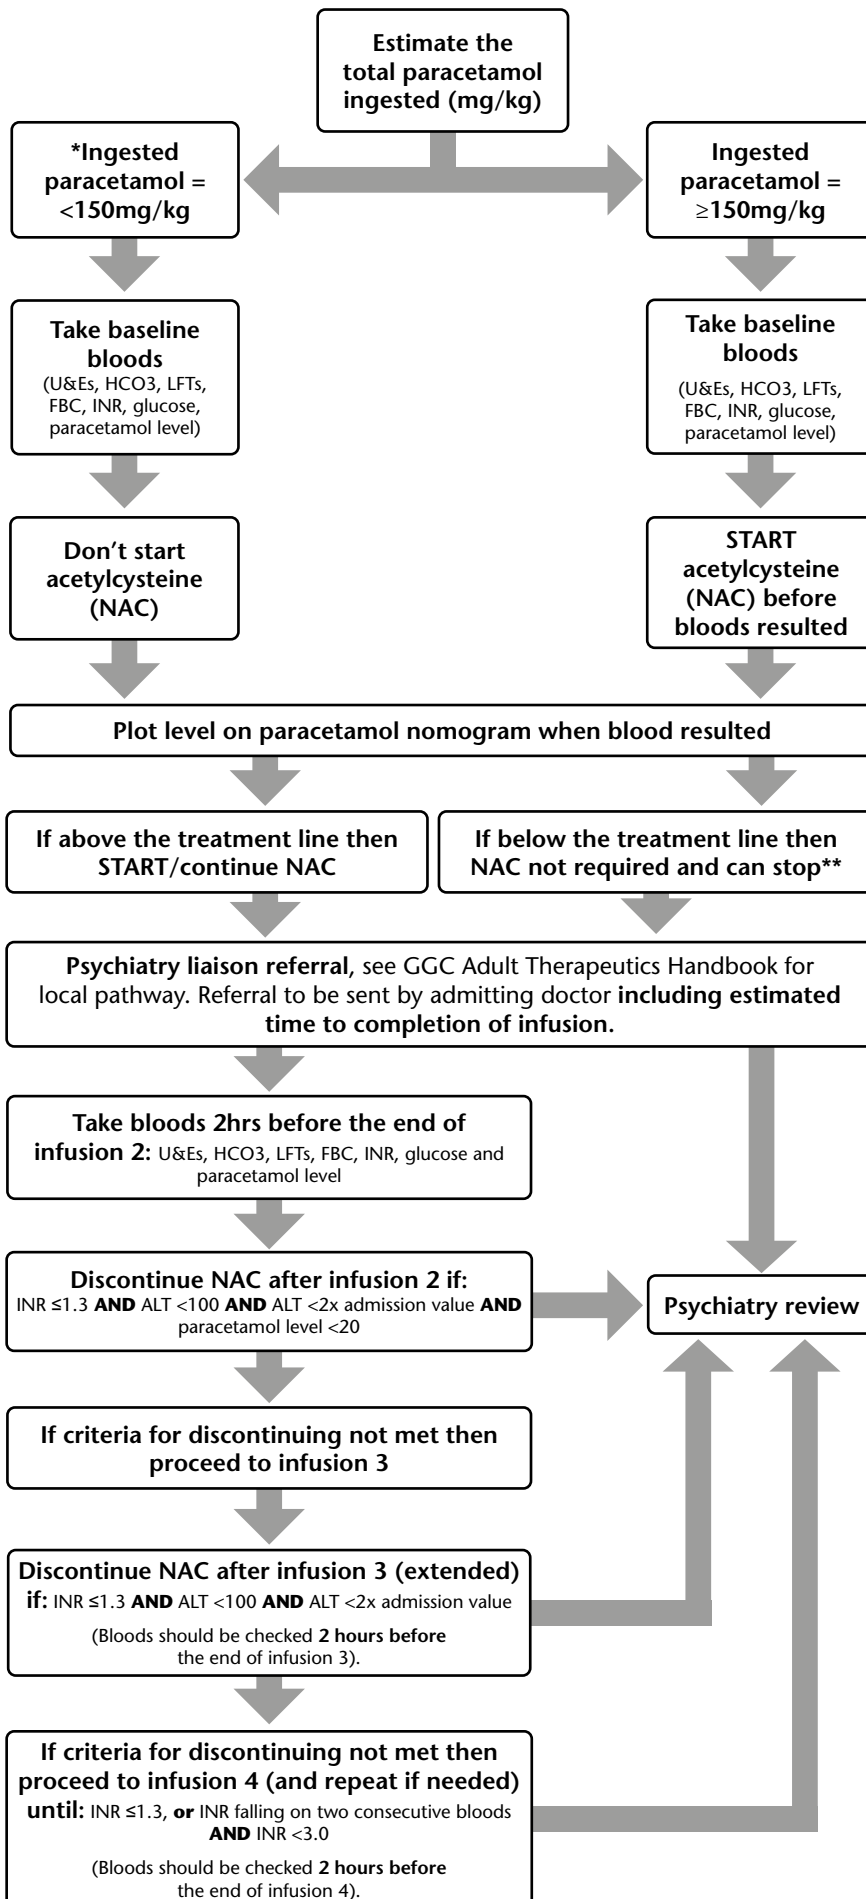 Estimate the
total paracetamol
ingested (mg/kg)
*Ingested
paracetamol =
<150mg/kg
Ingested
paracetamol =
≥150mg/kg
Take baseline
bloods
(U&Es, HCO3, LFTs,
FBC, INR, glucose,
paracetamol level)
Take baseline
bloods
(U&Es, HCO3, LFTs,
FBC, INR, glucose,
paracetamol level)
Don't start
acetylcysteine
(NAC)
START
acetylcysteine
(NAC) before
bloods resulted
Plot level on paracetamol nomogram when blood resulted
If above the treatment line then
START/continue NAC
If below the treatment line then
NAC not required and can stop**
Psychiatry liaison referral, see GGC Adult Therapeutics Handbook for
local pathway. Referral to be sent by admitting doctor including estimated
time to completion of infusion.
Take bloods 2hrs before the end of
infusion 2: U&Es, HCO3, LFTs, FBC, INR, glucose and
paracetamol level
Discontinue NAC after infusion 2 if:
INR ≤1.3 AND ALT <100 AND ALT <2x admission value AND
paracetamol level <20
Psychiatry review
If criteria for discontinuing not met then
proceed to infusion 3
Discontinue NAC after infusion 3 (extended)
if: INR ≤1.3 AND ALT <100 AND ALT <2x admission value
(Bloods should be checked 2 hours before
the end of infusion 3).
If criteria for discontinuing not met then
proceed to infusion 4 (and repeat if needed)
until: INR ≤1.3, or INR falling on two consecutive bloods
AND INR <3.0
(Bloods should be checked 2 hours before
the end of infusion 4).